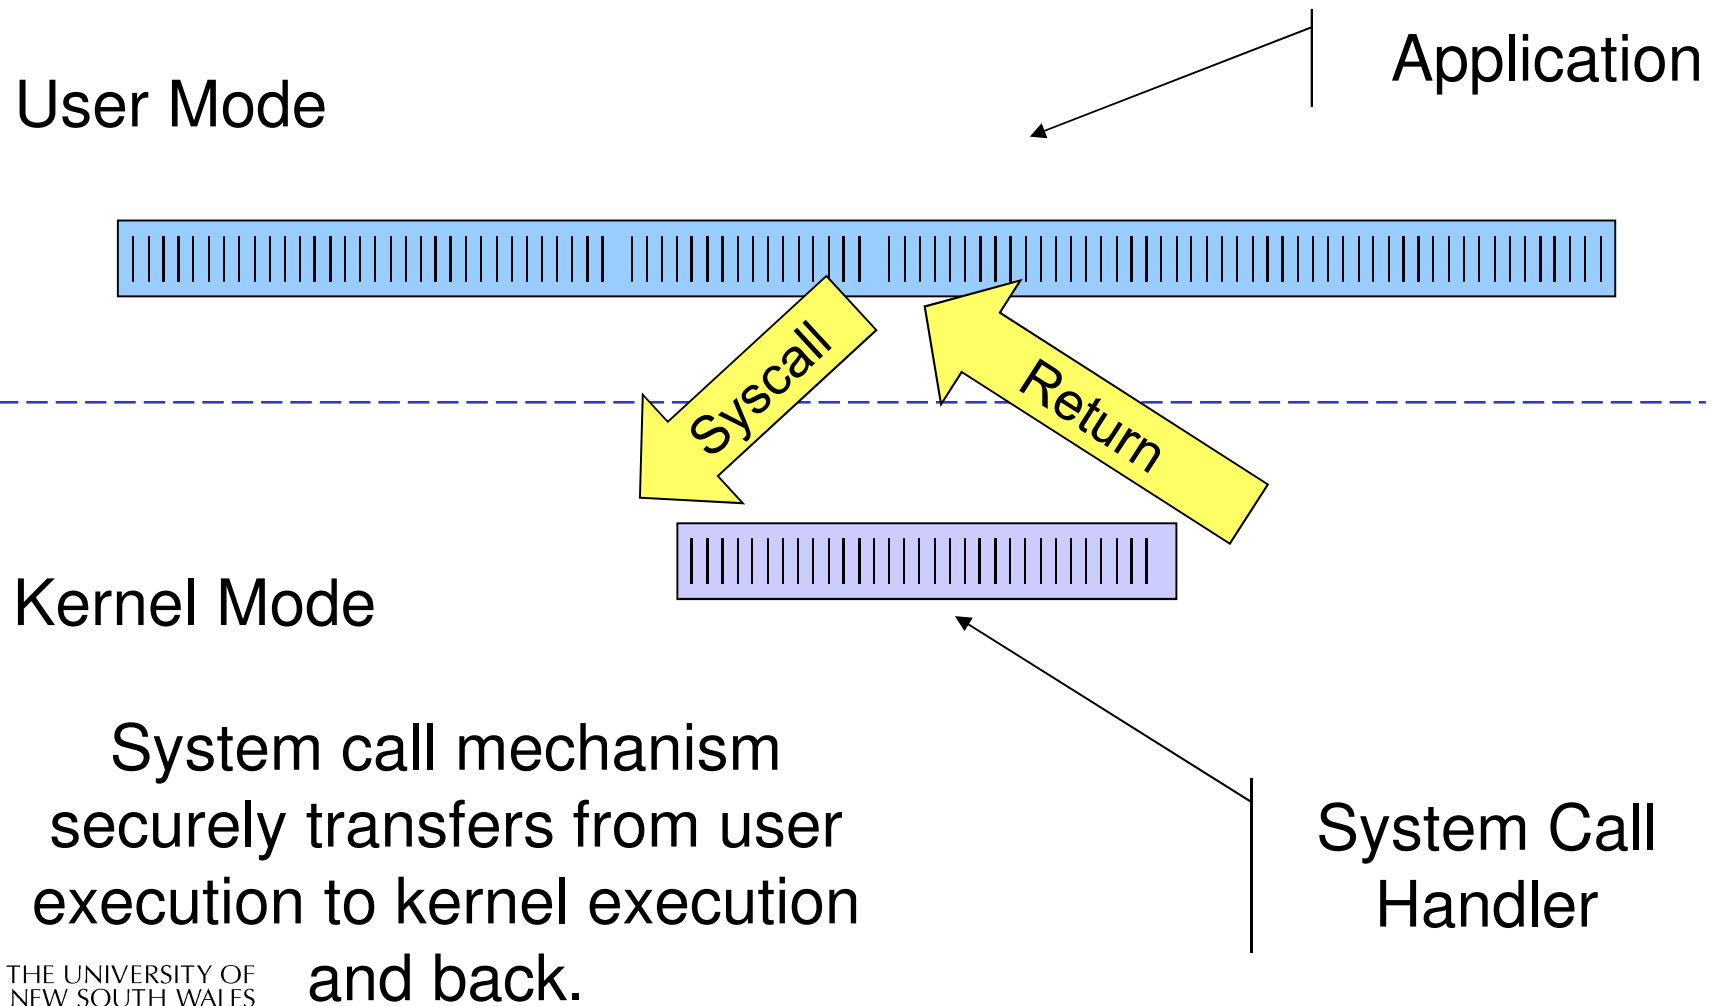 Application
User Mode
Syscall
Return
Kernel Mode
System call mechanism
securely transfers from user
execution to kernel execution
and back.
System Call
Handler
THE UNIVERSITY OF
NEW SOUTH WALES